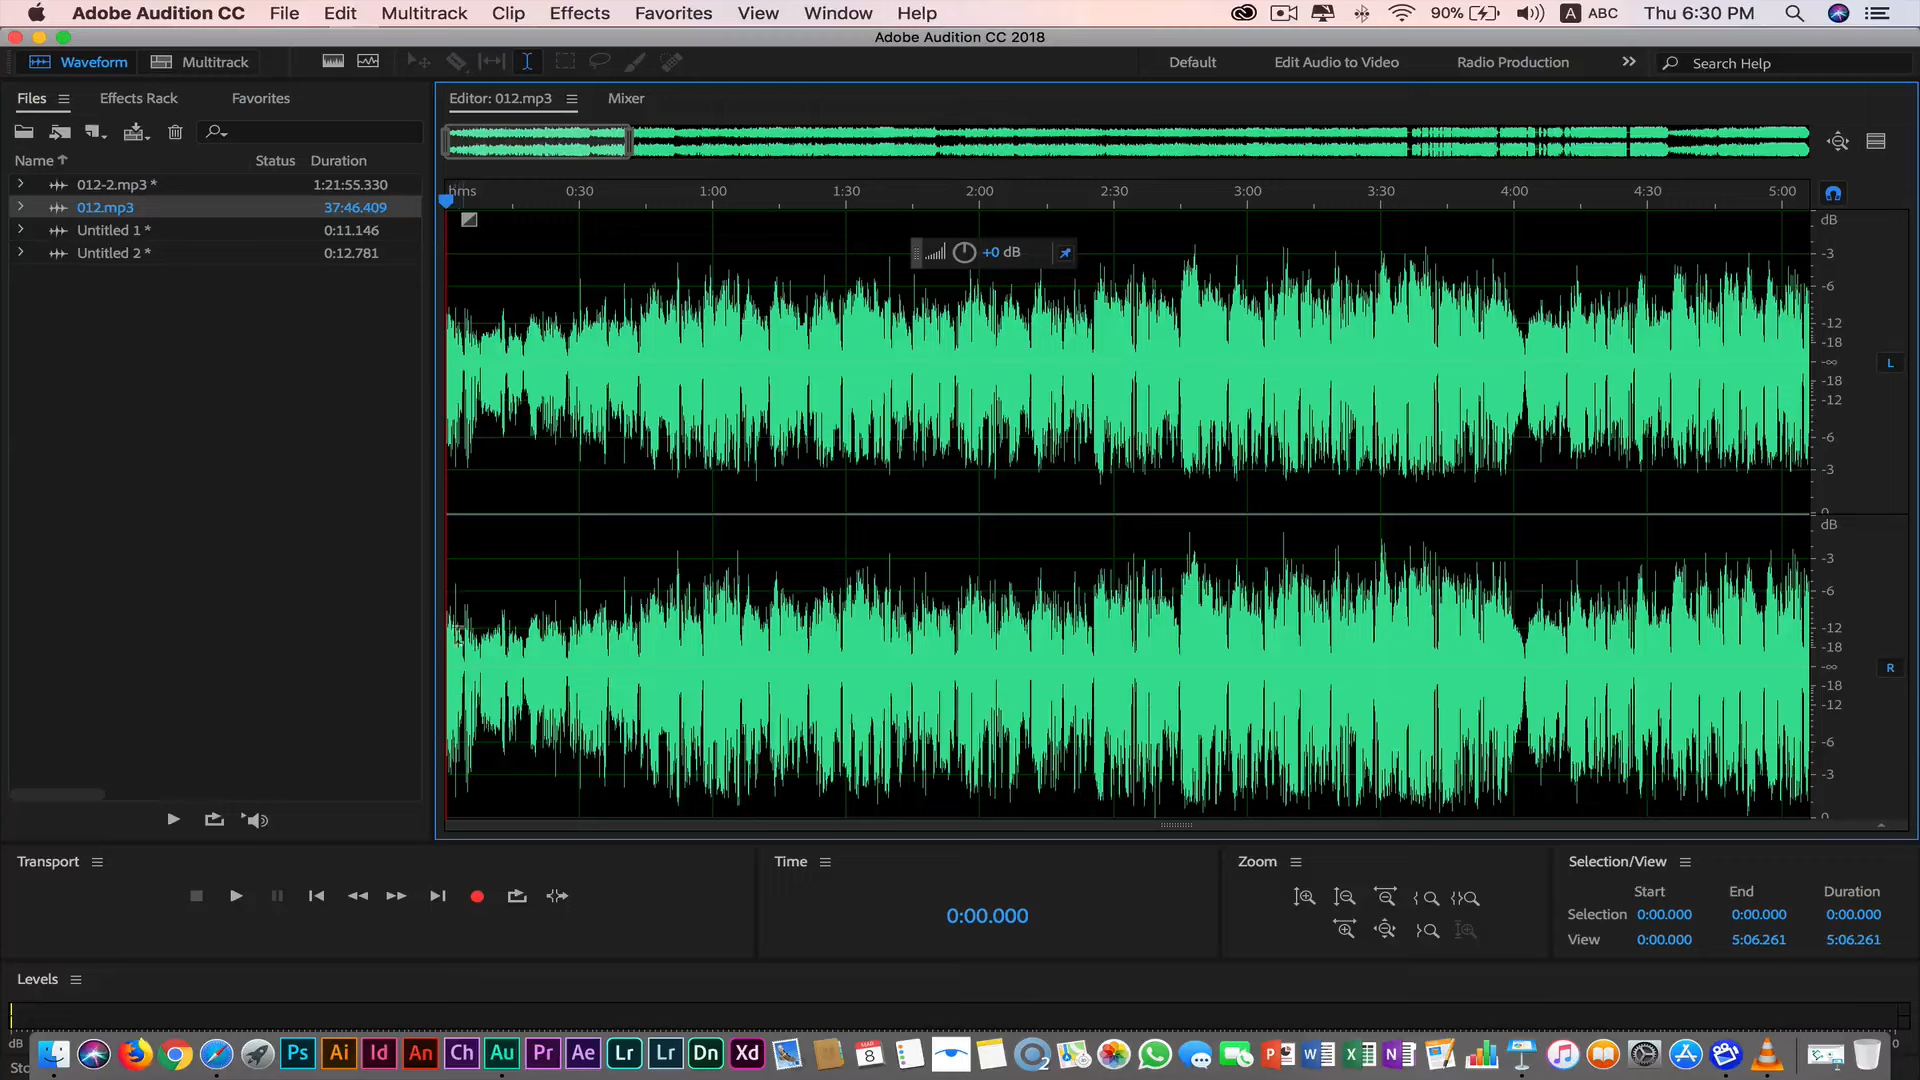 Adobe Audition CC File Edit Multitrack Clip Effects Favorites View Window Help 90% A ABC Thu 6:30 PM
Adobe Audition CC 2018
Waveform Multitrack Default Edit Audio to Video Radio Production Search Help
Files Effects Rack Favorites Editor: 012.mp3 Mixer
Name Status Duration
012-2.mp3 * 1:21:55.330
012.mp3 37:46.409
Untitled 1 * 0:11.146
Untitled 2 * 0:12.781
hms 0:30 1:00 1:30 2:00 2:30 3:00 3:30 4:00 4:30 5:00
+0 dB
dB
-3
-6
-12
-18
-∞
-18
-12
-6
-3
0
L
dB
-3
-6
-12
-18
-∞
-18
-12
-6
-3
0
R
Transport Time Zoom Selection/View
Start End Duration
Selection 0:00.000 0:00.000 0:00.000
View 0:00.000 5:06.261 5:06.261
0:00.000
Levels
dB 0
Ps Ai Id An Ch Au Pr Ae Lr Lr Dn Xd 8 2 P W X N